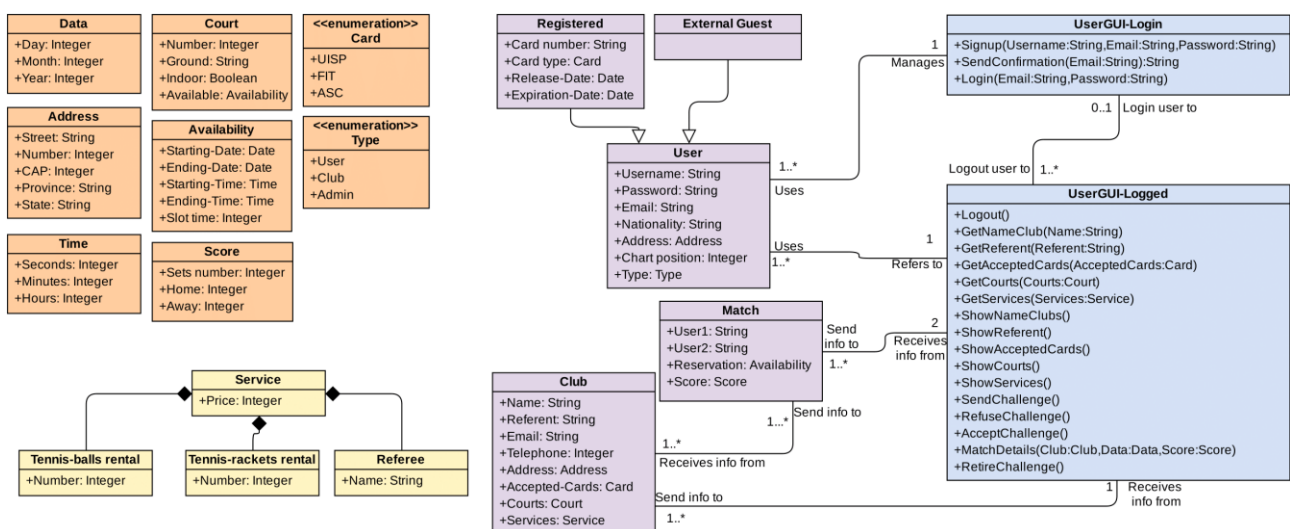 Data
+Day: Integer
+Month: Integer
+Year: Integer
Court
+Number: Integer
+Ground: String
+Indoor: Boolean
+Available: Availability
<<enumeration>>
Card
+UISP
+FIT
+ASC
Address
+Street: String
+Number: Integer
+CAP: Integer
+Province: String
+State: String
Availability
+Starting-Date: Date
+Ending-Date: Date
+Starting-Time: Time
+Ending-Time: Time
+Slot time: Integer
<<enumeration>>
Type
+User
+Club
+Admin
Time
+Seconds: Integer
+Minutes: Integer
+Hours: Integer
Score
+Sets number: Integer
+Home: Integer
+Away: Integer
Service
+Price: Integer
Tennis-balls rental
+Number: Integer
Tennis-rackets rental
+Number: Integer
Referee
+Name: String
Registered
+Card number: String
+Card type: Card
+Release-Date: Date
+Expiration-Date: Date
External Guest
User
+Username: String
+Password: String
+Email: String
+Nationality: String
+Address: Address
+Chart position: Integer
+Type: Type
1..*
Uses
1
Manages
UserGUI-Login
+Signup(Username:String,Email:String,Password:String)
+SendConfirmation(Email:String):String
+Login(Email:String,Password:String)
0..1
Login user to
Logout user to
1..*
Uses
1..*
1
Refers to
UserGUI-Logged
+Logout()
+GetNameClub(Name:String)
+GetReferent(Referent:String)
+GetAcceptedCards(AcceptedCards:Card)
+GetCourts(Courts:Court)
+GetServices(Services:Service)
+ShowNameClubs()
+ShowReferent()
+ShowAcceptedCards()
+ShowCourts()
+ShowServices()
+SendChallenge()
+RefuseChallenge()
+AcceptChallenge()
+MatchDetails(Club:Club,Data:Data,Score:Score)
+RetireChallenge()
Match
+User1: String
+User2: String
+Reservation: Availability
+Score: Score
Send
info to
1..*
2
Receives
info from
1...*
Send info to
1..*
Receives info from
Club
+Name: String
+Referent: String
+Email: String
+Telephone: Integer
+Address: Address
+Accepted-Cards: Card
+Courts: Court
+Services: Service
Send info to
1..*
1
Receives
info from